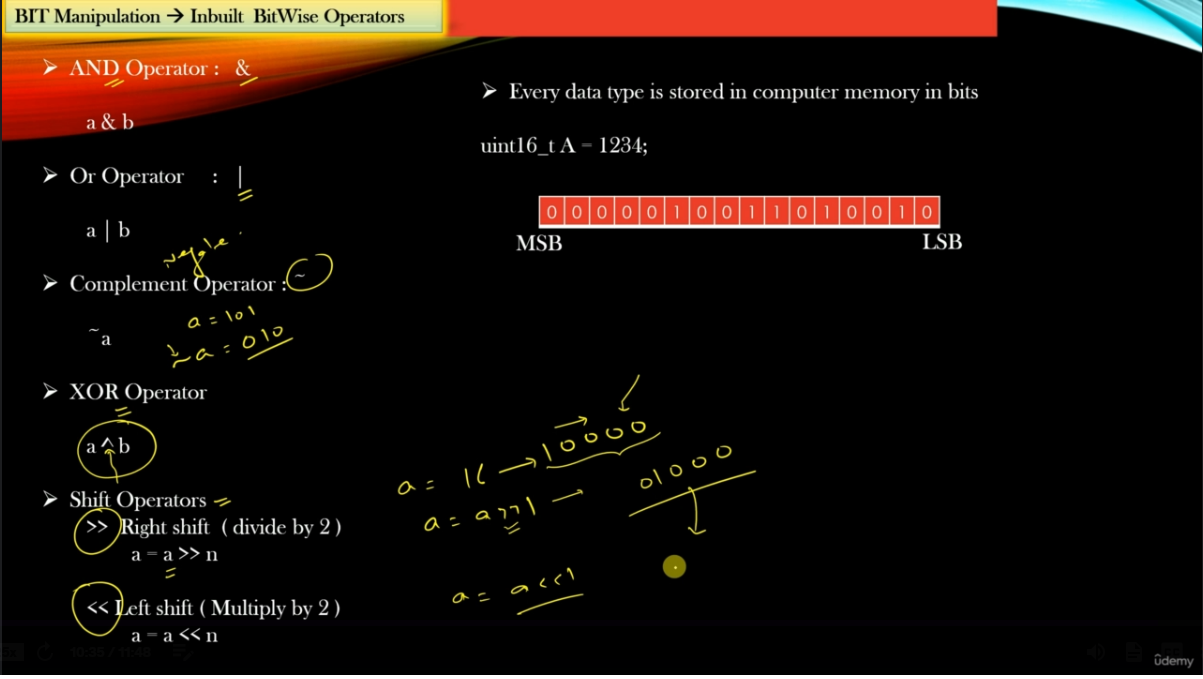 BIT Manipulation → Inbuilt BitWise Operators
➢ AND Operator : &
a & b
➢ Or Operator : |
a | b
➢ Complement Operator : ~
~a
a = 101
~a = 010
➢ XOR Operator
a ^ b
➢ Shift Operators
>> Right shift ( divide by 2 )
a = a >> n
<< Left shift ( Multiply by 2 )
a = a << n
➢ Every data type is stored in computer memory in bits
uint16_t A = 1234;
0 0 0 0 0 1 0 0 1 1 0 1 0 0 1 0
MSB LSB
a = 16 → 10000
a = a >> 1 → 01000
a = a << 1
10:35 / 11:48
ûdemy